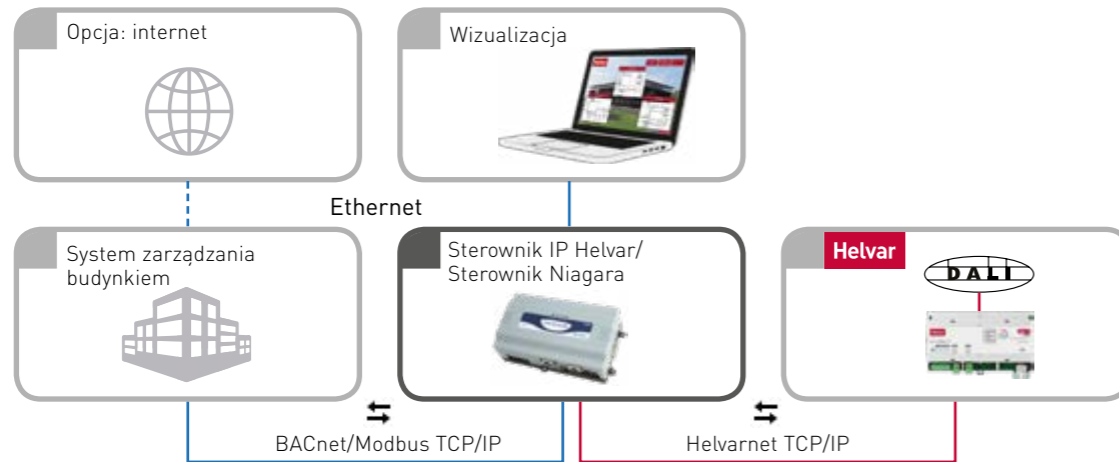 Opcja: internet
Wizualizacja
Ethernet
System zarządzania
budynkiem
Sterownik IP Helvar/
Sterownik Niagara
Helvar
DALI
BACnet/Modbus TCP/IP
Helvarnet TCP/IP